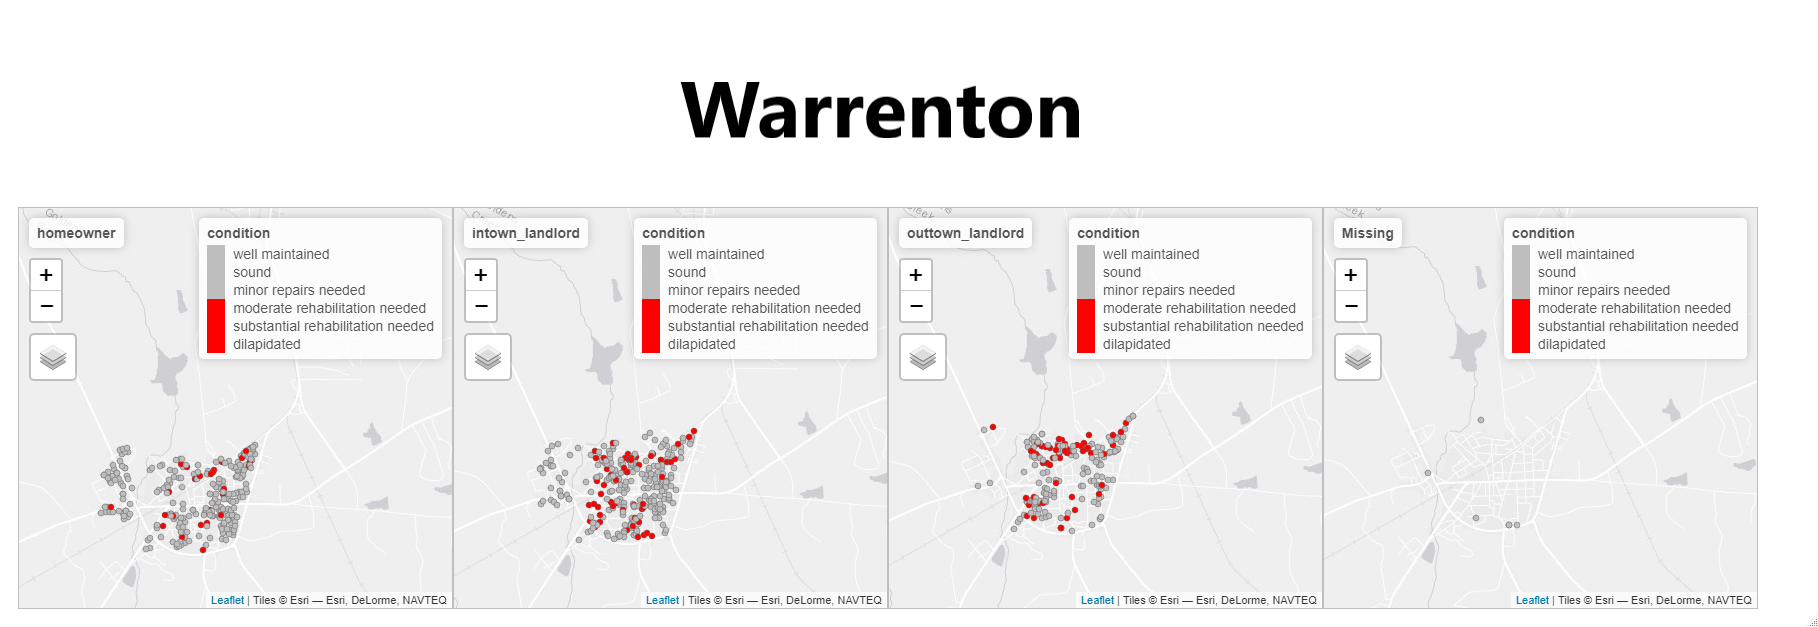 Warrenton
homeowner
+
−
condition
well maintained
sound
minor repairs needed
moderate rehabilitation needed
substantial rehabilitation needed
dilapidated
Leaflet | Tiles © Esri — Esri, DeLorme, NAVTEQ
intown_landlord
+
−
condition
well maintained
sound
minor repairs needed
moderate rehabilitation needed
substantial rehabilitation needed
dilapidated
Leaflet | Tiles © Esri — Esri, DeLorme, NAVTEQ
outtown_landlord
+
−
condition
well maintained
sound
minor repairs needed
moderate rehabilitation needed
substantial rehabilitation needed
dilapidated
Leaflet | Tiles © Esri — Esri, DeLorme, NAVTEQ
Missing
+
−
condition
well maintained
sound
minor repairs needed
moderate rehabilitation needed
substantial rehabilitation needed
dilapidated
Leaflet | Tiles © Esri — Esri, DeLorme, NAVTEQ